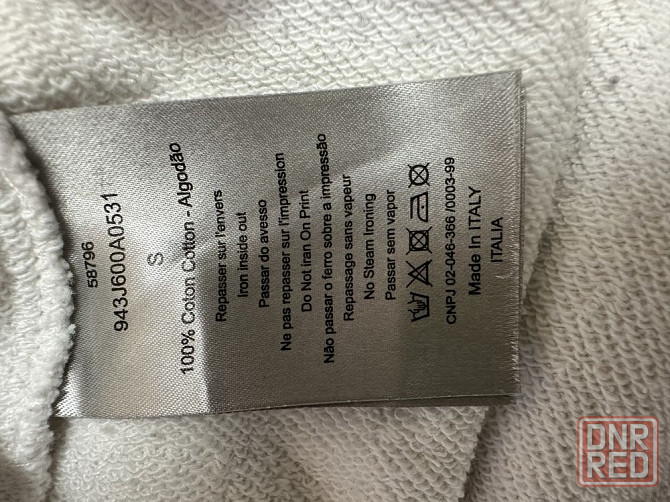 58796
943J600A0531
S
100% Coton Cotton - Algodão
Repasser sur l'envers
Iron inside out
Passar do avesso
Ne pas repasser sur l'impression
Do Not Iran On Print
Não passar o ferro sobre a impressão
Repassage sans vapeur
No Steam Ironing
Passar sem vapor
CNPJ 02-046-366 /0003-99
Made In ITALY
ITALIA
DNR
RED